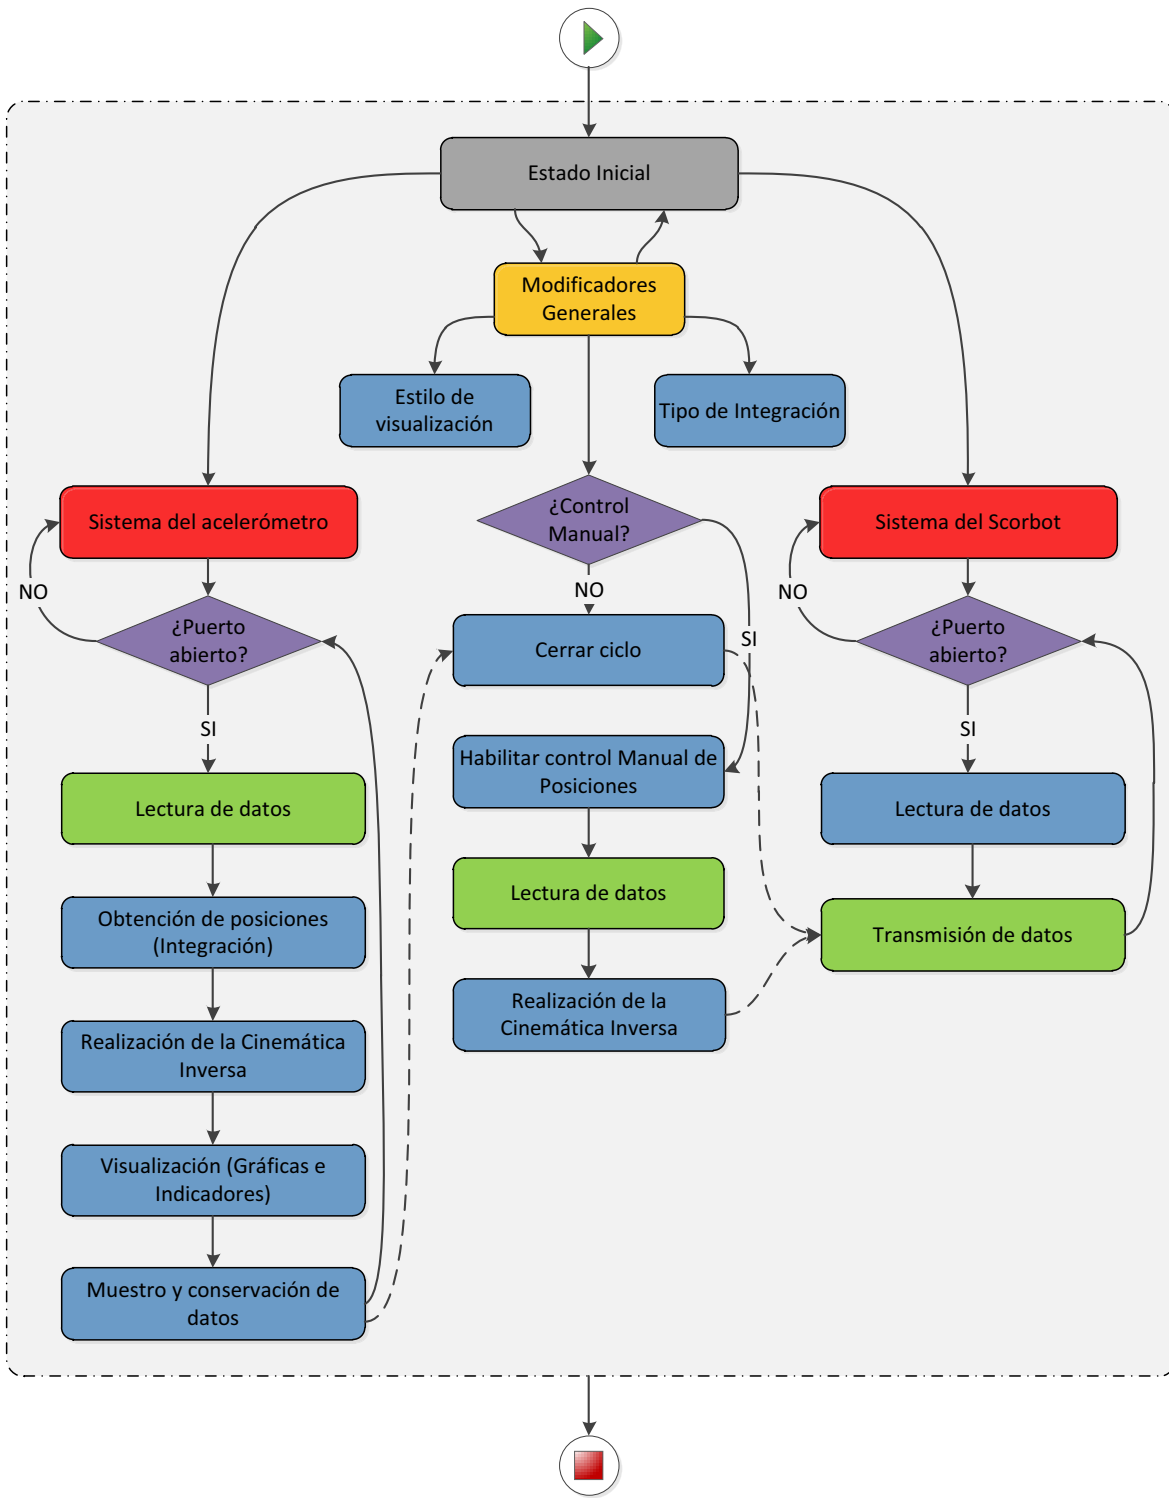 Estado Inicial
Modificadores
Generales
Estilo de
visualización
Tipo de Integración
Sistema del acelerómetro
¿Control
Manual?
Sistema del Scorbot
NO
NO
NO
¿Puerto
abierto?
Cerrar ciclo
SI
¿Puerto
abierto?
SI
SI
Habilitar control Manual de
Posiciones
Lectura de datos
Lectura de datos
Lectura de datos
Obtención de posiciones
(Integración)
Transmisión de datos
Realización de la
Cinemática Inversa
Realización de la Cinemática
Inversa
Visualización (Gráficas e
Indicadores)
Muestro y conservación de
datos